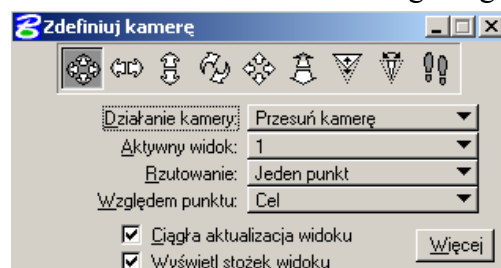 Zdefiniuj kamerę
Działanie kamery: Przesuń kamerę
Aktywny widok: 1
Rzutowanie: Jeden punkt
Względem punktu: Cel
Ciągła aktualizacja widoku
Więcej
Wyświetl stożek widoku